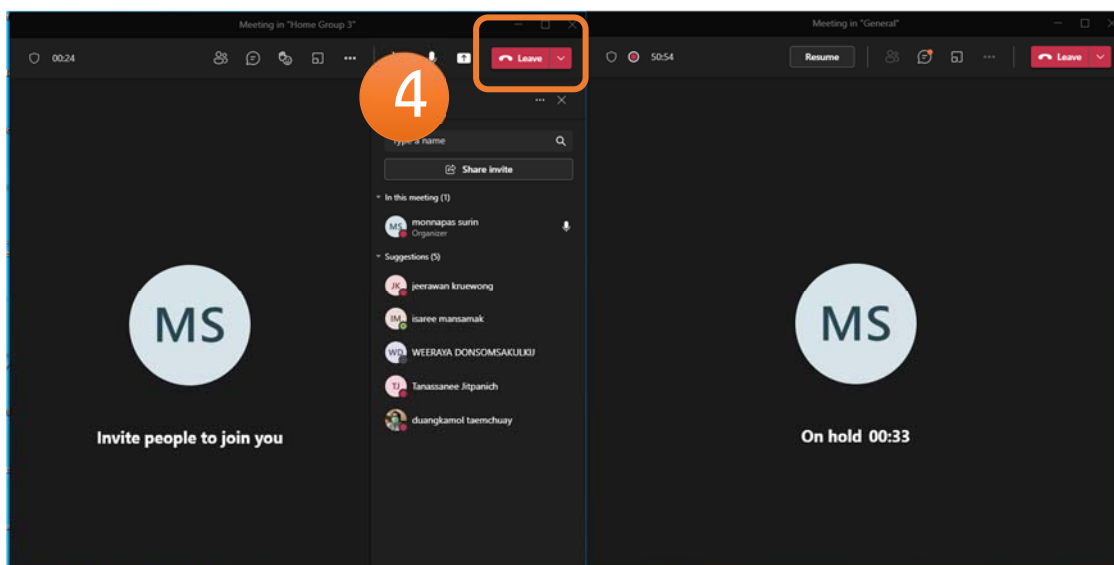 Meeting in "Home Group 3"
00:24
Leave
4
Type a name
Share invite
In this meeting (1)
MS
monnapas surin
Organizer
Suggestions (5)
JK
jeerawan kruewong
IM
isaree mansamak
WD
WEERAYA DONSOMSAKULKIJ
TJ
Tanassanee Jitpanich
duangkamol taemchuay
MS
Invite people to join you
Meeting in "General"
50:54
Resume
Leave
MS
On hold 00:33